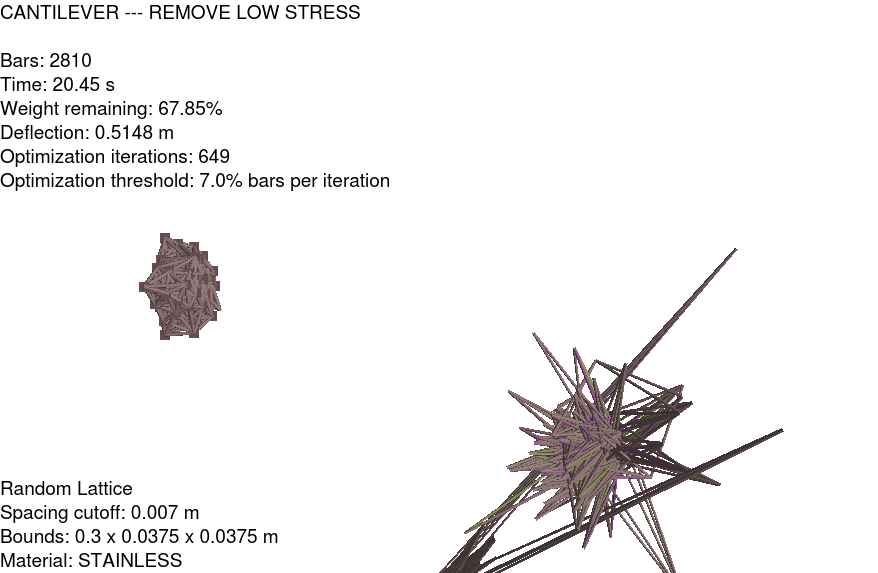 CANTILEVER --- REMOVE LOW STRESS
Bars: 2810
Time: 20.45 s
Weight remaining: 67.85%
Deflection: 0.5148 m
Optimization iterations: 649
Optimization threshold: 7.0% bars per iteration
Random Lattice
Spacing cutoff: 0.007 m
Bounds: 0.3 x 0.0375 x 0.0375 m
Material: STAINLESS